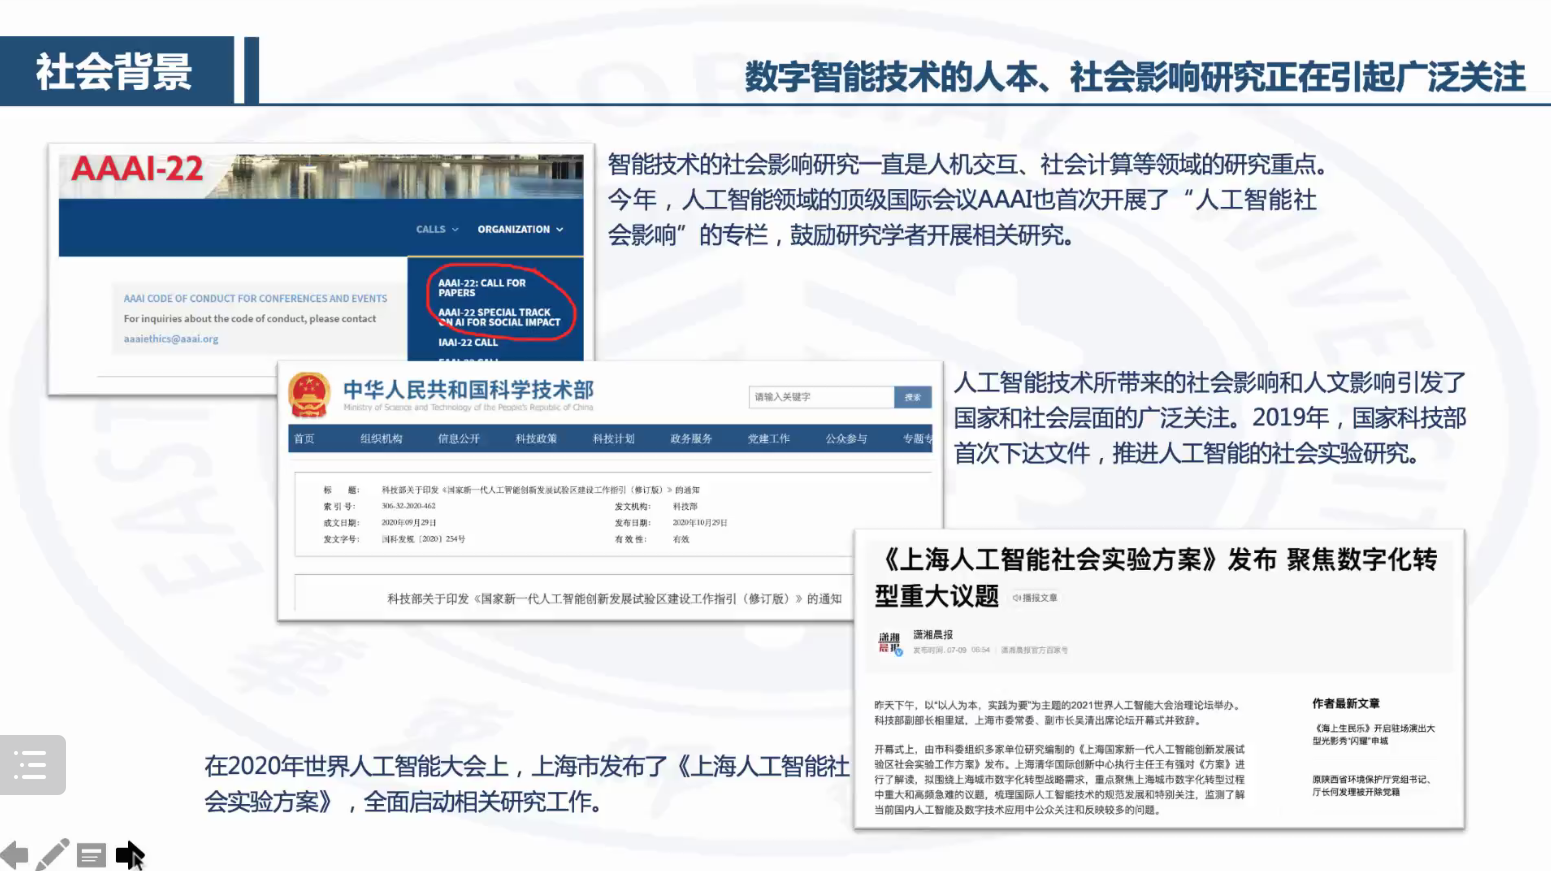 社会背景
数字智能技术的人本、社会影响研究正在引起广泛关注
AAAI-22
CALLS
ORGANIZATION
AAAI-22: CALL FOR
PAPERS
AAAI-22 SPECIAL TRACK
ON AI FOR SOCIAL IMPACT
IAAI-22 CALL
AAAI CODE OF CONDUCT FOR CONFERENCES AND EVENTS
For inquiries about the code of conduct, please contact
aaaiethics@aaai.org
智能技术的社会影响研究一直是人机交互、社会计算等领域的研究重点。
今年，人工智能领域的顶级国际会议AAAI也首次开展了“人工智能社
会影响”的专栏，鼓励研究学者开展相关研究。
中华人民共和国科学技术部
Ministry of Science and Technology of the People's Republic of China
请输入关键字
搜索
首页 组织机构 信息公开 科技政策 科技计划 政务服务 党建工作 公众参与 专题专
标 题： 科技部关于印发《国家新一代人工智能创新发展试验区建设工作指引（修订版）》的通知
索 引 号： 306-32-2020-462 发文机构： 科技部
成文日期： 2020年09月29日 发布日期： 2020年10月29日
发文字号： 国科发规〔2020〕254号 有 效 性： 有效
科技部关于印发《国家新一代人工智能创新发展试验区建设工作指引（修订版）》的通知
人工智能技术所带来的社会影响和人文影响引发了
国家和社会层面的广泛关注。2019年，国家科技部
首次下达文件，推进人工智能的社会实验研究。
《上海人工智能社会实验方案》发布 聚焦数字化转
型重大议题
播报文章
潇湘晨报
发布时间: 07-09 06:54 潇湘晨报官方百家号
昨天下午，以“以人为本，实践为要”为主题的2021世界人工智能大会治理论坛举办。
科技部副部长相里斌，上海市委常委、副市长吴清出席论坛开幕式并致辞。
开幕式上，由市科委组织多家单位研究编制的《上海国家新一代人工智能创新发展试
验区社会实验工作方案》发布。上海清华国际创新中心执行主任王有强对《方案》进
行了解读，拟围绕上海城市数字化转型战略需求，重点聚焦上海城市数字化转型过程
中重大和高频急难的议题，梳理国际人工智能技术的规范发展和特别关注，监测了解
当前国内人工智能及数字技术应用中公众关注和反映较多的问题。
作者最新文章
《海上生民乐》开启驻场演出大
型光影秀“闪耀”申城
原陕西省环境保护厅党组书记、
厅长何发理被开除党籍
在2020年世界人工智能大会上，上海市发布了《上海人工智能社
会实验方案》，全面启动相关研究工作。